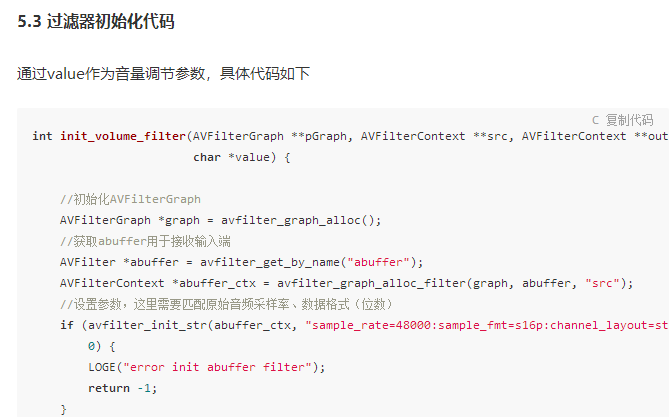 5.3 过滤器初始化代码
通过value作为音量调节参数，具体代码如下
C 复制代码
int init_volume_filter(AVFilterGraph **pGraph, AVFilterContext **src, AVFilterContext **out
char *value) {
//初始化AVFilterGraph
AVFilterGraph *graph = avfilter_graph_alloc();
//获取abuffer用于接收输入端
AVFilter *abuffer = avfilter_get_by_name("abuffer");
AVFilterContext *abuffer_ctx = avfilter_graph_alloc_filter(graph, abuffer, "src");
//设置参数，这里需要匹配原始音频采样率、数据格式（位数）
if (avfilter_init_str(abuffer_ctx, "sample_rate=48000:sample_fmt=s16p:channel_layout=st
0) {
LOGE("error init abuffer filter");
return -1;
}